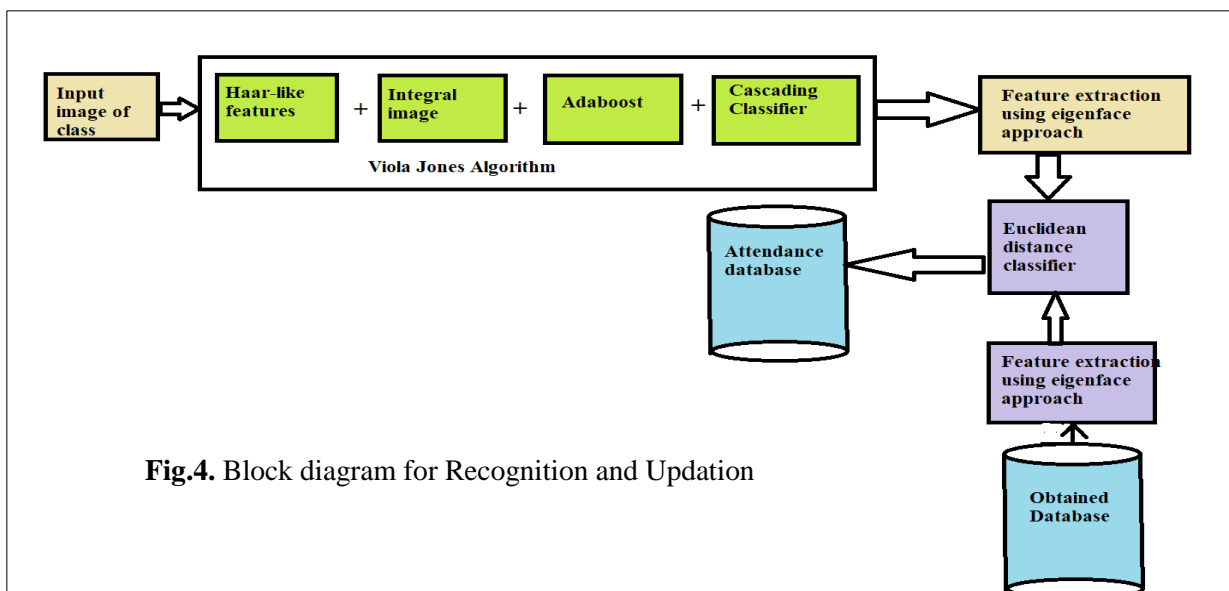 Input
image of
class
Haar-like
features
+
Integral
image
+
Adaboost
+
Cascading
Classifier
Viola Jones Algorithm
Feature extraction
using eigenface
approach
Euclidean
distance
classifier
Attendance
database
Feature extraction
using eigenface
approach
Obtained
Database
Fig.4. Block diagram for Recognition and Updation